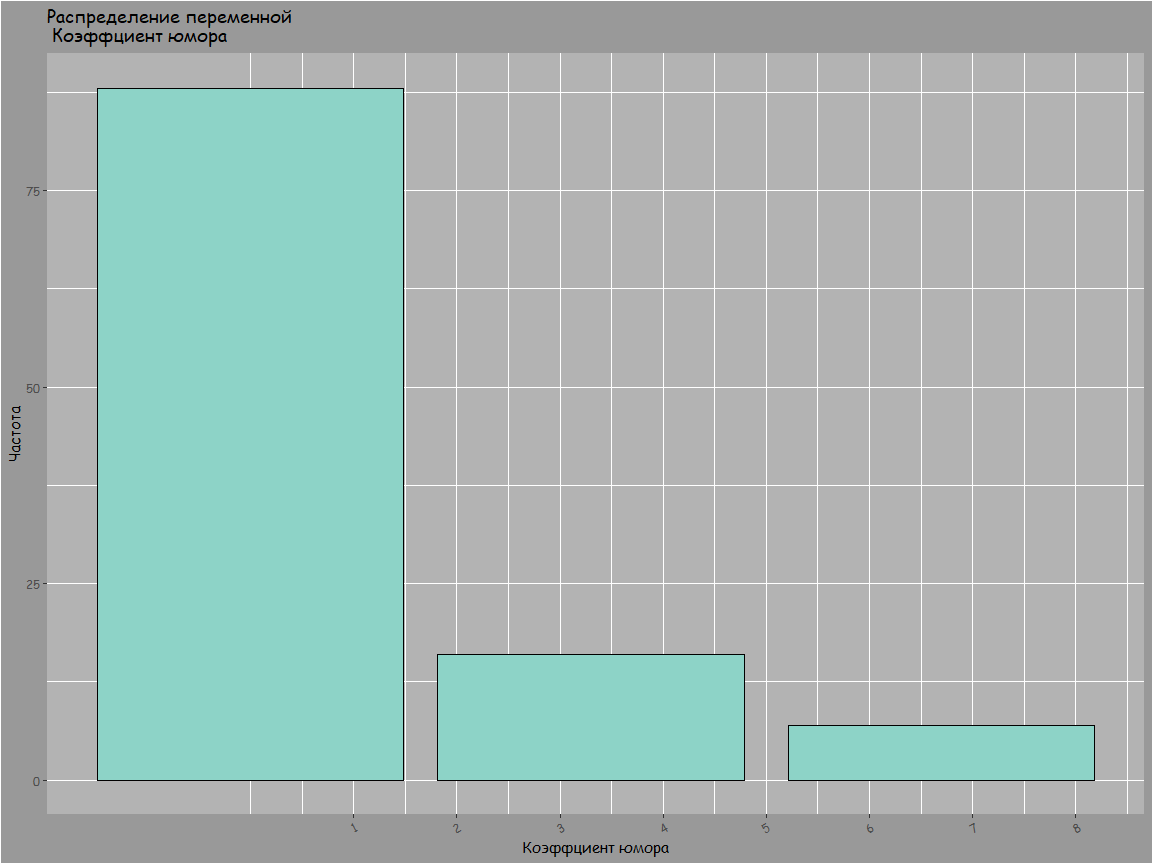 Распределение переменной
Коэффциент юмора
75
50
25
0
Частота
1 2 3 4 5 6 7 8
Коэффциент юмора